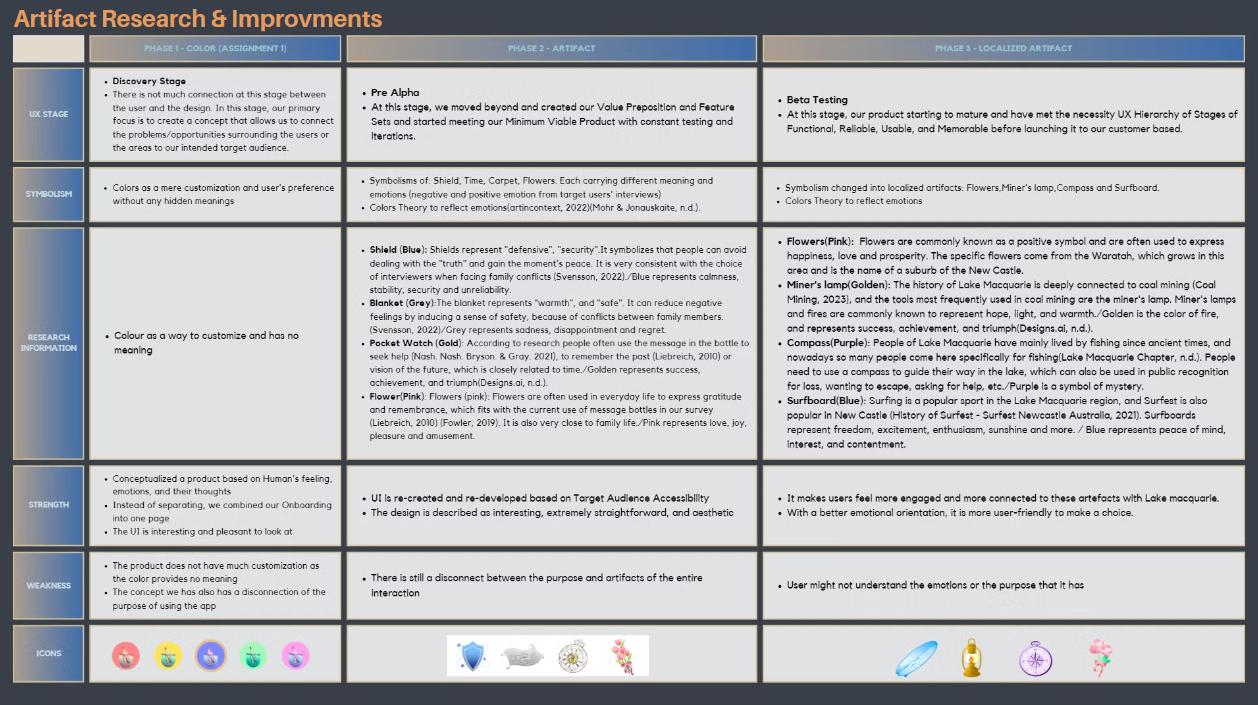 Artifact Research & Improvments
PHASE 1 - COLOR (ASSIGNMENT 1)
PHASE 2 - ARTIFACT
PHASE 3 - LOCALIZED ARTIFACT
UX STAGE
• Discovery Stage
• There is not much connection at this stage between
the user and the design. In this stage, our primary
focus is to create a concept that allows us to connect
the problems/opportunities surrounding the users or
the areas to our intended target audience.
• Pre Alpha
• At this stage, we moved beyond and created our Value Preposition and Feature
Sets and started meeting our Minimum Viable Product with constant testing and
iterations.
• Beta Testing
• At this stage, our product starting to mature and have met the necessity UX Hierarchy of Stages of
Functional, Reliable, Usable, and Memorable before launching it to our customer based.
SYMBOLISM
• Colors as a mere customization and user's preference
without any hidden meanings
• Symbolisms of: Shield, Time, Carpet, Flowers. Each carrying different meaning and
emotions (negative and positive emotion from target users' interviews)
• Colors Theory to reflect emotions(artincontext, 2022)(Mohr & Jonauskaite, n.d.).
• Symbolism changed into localized artifacts: Flowers,Miner's lamp,Compass and Surfboard.
• Colors Theory to reflect emotions
RESEARCH
INFORMATION
• Colour as a way to customize and has no
meaning
• Shield (Blue): Shields represent "defensive", "security".It symbolizes that people can avoid
dealing with the "truth" and gain the moment's peace. It is very consistent with the choice
of interviewers when facing family conflicts (Svensson, 2022)./Blue represents calmness,
stability, security and unreliability.
• Blanket (Grey):The blanket represents "warmth", and "safe". It can reduce negative
feelings by inducing a sense of safety, because of conflicts between family members.
(Svensson, 2022)/Grey represents sadness, disappointment and regret.
• Pocket Watch (Gold): According to research people often use the message in the bottle to
seek help (Nash. Nash. Bryson. & Gray. 2021), to remember the past (Liebreich, 2010) or
vision of the future, which is closely related to time./Golden represents success,
achievement, and triumph(Designs.ai, n.d.).
• Flower(Pink): Flowers (pink): Flowers are often used in everyday life to express gratitude
and remembrance, which fits with the current use of message bottles in our survey
(Liebreich, 2010) (Fowler, 2019). It is also very close to family life./Pink represents love, joy,
pleasure and amusement.
• Flowers(Pink): Flowers are commonly known as a positive symbol and are often used to express
happiness, love and prosperity. The specific flowers come from the Waratah, which grows in this
area and is the name of a suburb of the New Castle.
• Miner's lamp(Golden): The history of Lake Macquarie is deeply connected to coal mining (Coal
Mining, 2023), and the tools most frequently used in coal mining are the miner's lamp. Miner's lamps
and fires are commonly known to represent hope, light, and warmth./Golden is the color of fire,
and represents success, achievement, and triumph(Designs.ai, n.d.).
• Compass(Purple): People of Lake Macquarie have mainly lived by fishing since ancient times, and
nowadays so many people come here specifically for fishing(Lake Macquarie Chapter, n.d.). People
need to use a compass to guide their way in the lake, which can also be used in public recognition
for loss, wanting to escape, asking for help, etc./Purple is a symbol of mystery.
• Surfboard(Blue): Surfing is a popular sport in the Lake Macquarie region, and Surfest is also
popular in New Castle (History of Surfest - Surfest Newcastle Australia, 2021). Surfboards
represent freedom, excitement, enthusiasm, sunshine and more. / Blue represents peace of mind,
interest, and contentment.
STRENGTH
• Conceptualized a product based on Human's feeling,
emotions, and their thoughts
• Instead of separating, we combined our Onboarding
into one page
• The UI is interesting and pleasant to look at
• UI is re-created and re-developed based on Target Audience Accessibility
• The design is described as interesting, extremely straightforward, and aesthetic
• It makes users feel more engaged and more connected to these artefacts with Lake macquarie.
• With a better emotional orientation, it is more user-friendly to make a choice.
WEAKNESS
• The product does not have much customization as
the color provides no meaning
• The concept we has also has a disconnection of the
purpose of using the app
• There is still a disconnect between the purpose and artifacts of the entire
interaction
• User might not understand the emotions or the purpose that it has
ICONS